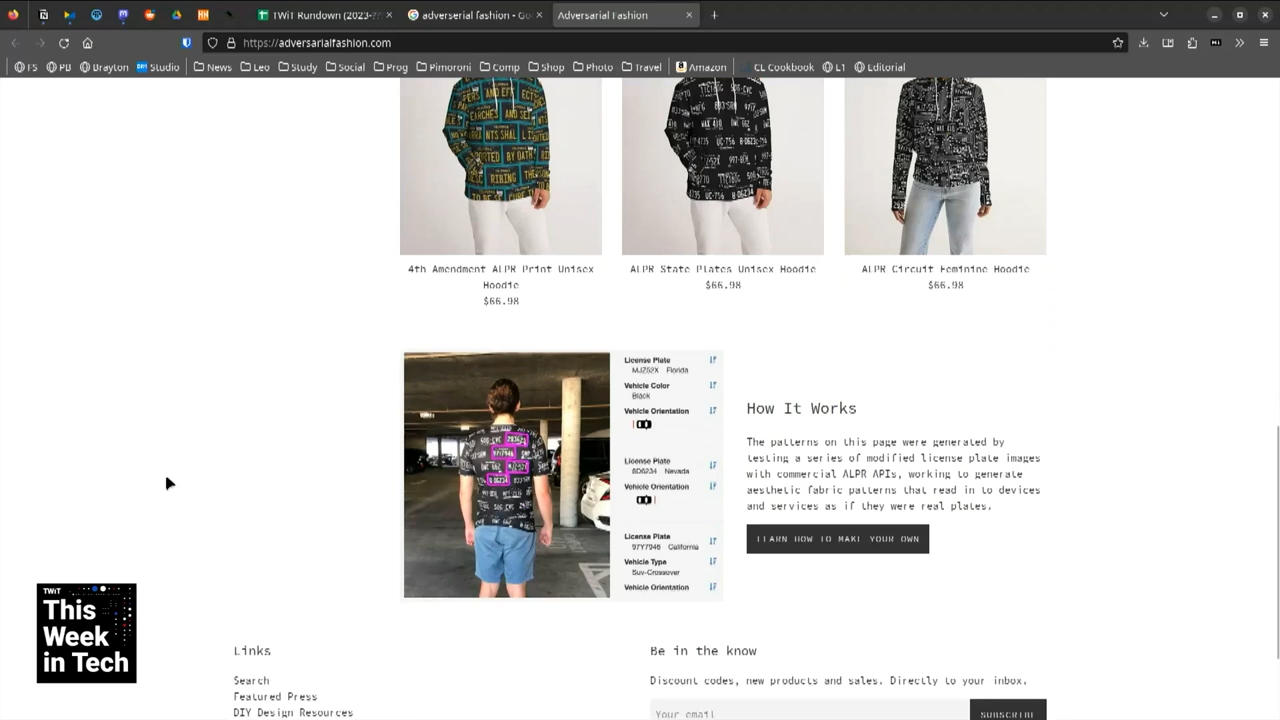 TWiT Rundown (2023-
adverserial fashion - Go
Adversarial Fashion
https://adversarialfashion.com
FS
PB
Brayton
Studio
News
Leo
Study
Social
Prog
Pimoroni
Comp
Shop
Photo
Travel
Amazon
CL Cookbook
L1
Editorial
4th Amendment ALPR Print Unisex
Hoodie
$66.98
ALPR State Plates Unisex Hoodie
$66.98
ALPR Circuit Feminine Hoodie
$66.98
License Plate
MJZ52X Florida
Vehicle Color
Black
Vehicle Orientation
License Plate
8D6234 Nevada
Vehicle Orientation
License Plate
97Y7946 California
Vehicle Type
Suv-Crossover
Vehicle Orientation
How It Works
The patterns on this page were generated by
testing a series of modified license plate images
with commercial ALPR APIs, working to generate
aesthetic fabric patterns that read in to devices
and services as if they were real plates.
LEARN HOW TO MAKE YOUR OWN
TWiT
This
Week
in Tech
Links
Search
Featured Press
DIY Design Resources
Be in the know
Discount codes, new products and sales. Directly to your inbox.
Your email
SUBSCRIBE